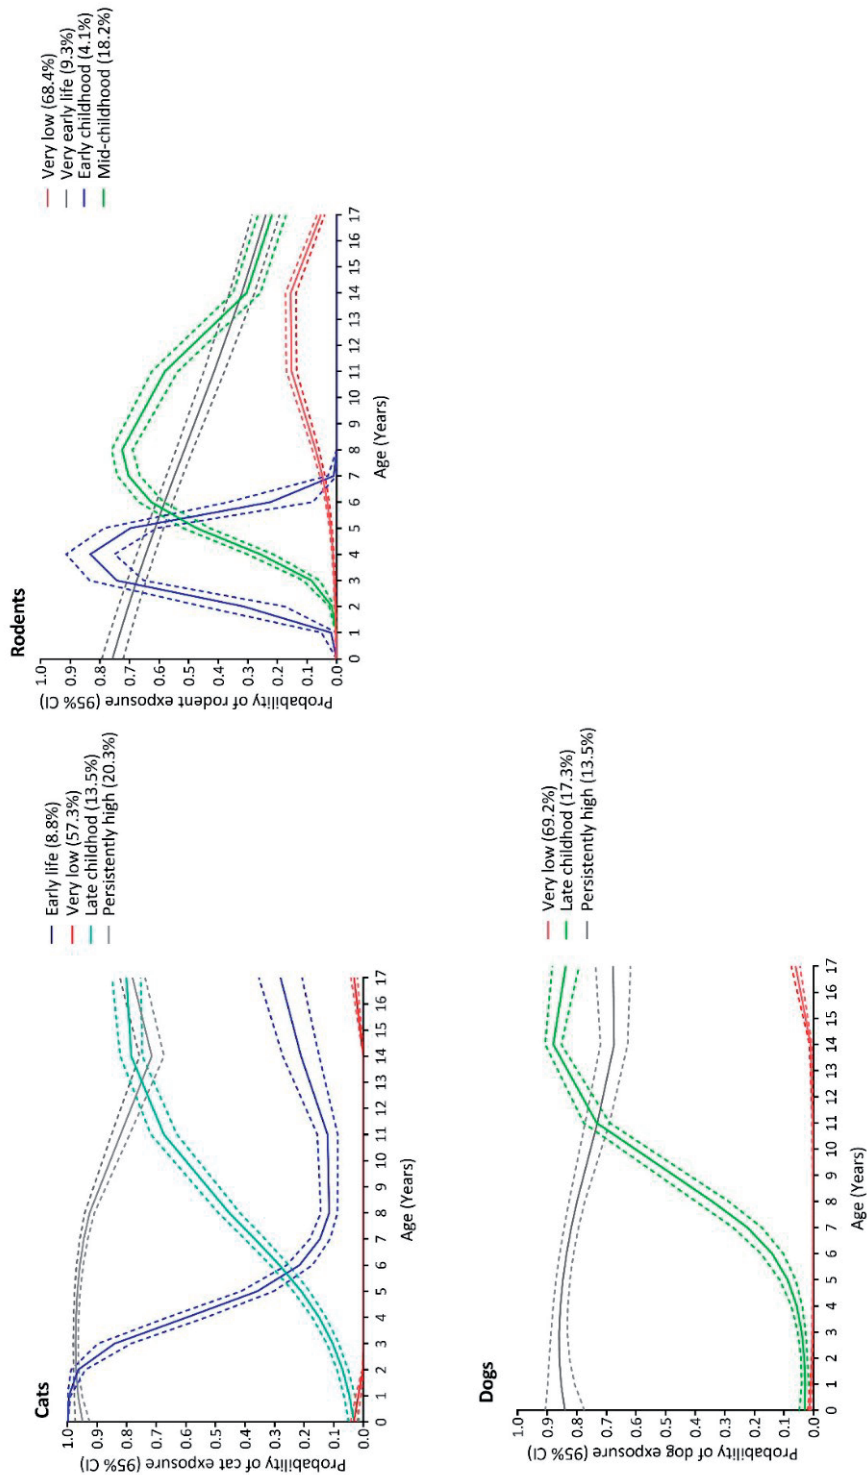 Cats
Early life (8.8%)
Very low (57.3%)
Late childhod (13.5%)
Persistently high (20.3%)
Probability of cat exposure (95% CI)
1.0
0.9
0.8
0.7
0.6
0.5
0.4
0.3
0.2
0.1
0.0
0 1 2 3 4 5 6 7 8 9 10 11 12 13 14 15 16 17
Age (Years)
Rodents
Very low (68.4%)
Very early life (9.3%)
Early childhood (4.1%)
Mid-childhood (18.2%)
Probability of rodent exposure (95% CI)
1.0
0.9
0.8
0.7
0.6
0.5
0.4
0.3
0.2
0.1
0.0
0 1 2 3 4 5 6 7 8 9 10 11 12 13 14 15 16 17
Age (Years)
Dogs
Very low (69.2%)
Late childhod (17.3%)
Persistently high (13.5%)
Probability of dog exposure (95% CI)
1.0
0.9
0.8
0.7
0.6
0.5
0.4
0.3
0.2
0.1
0.0
0 1 2 3 4 5 6 7 8 9 10 11 12 13 14 15 16 17
Age (Years)